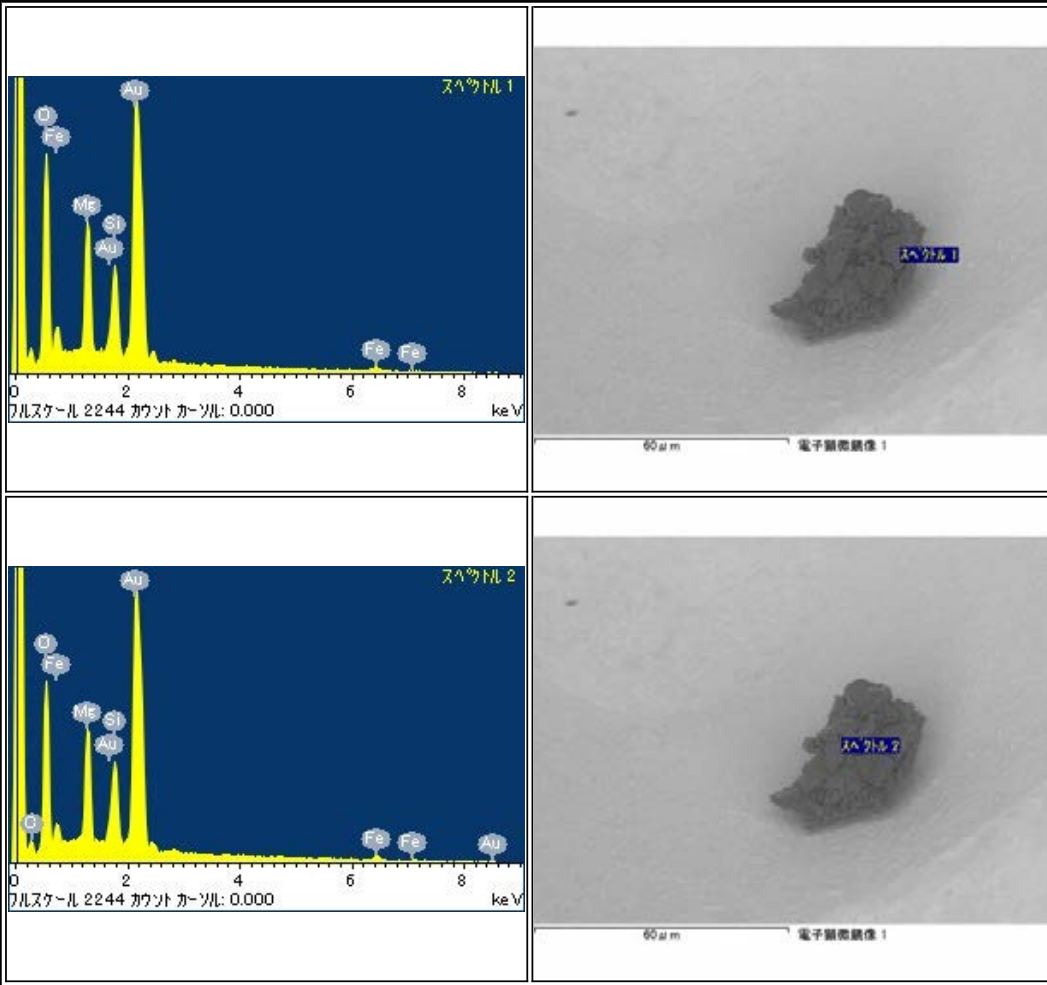 スペクトル 1
Au
O
Fe
Mg
Si
Au
Fe
Fe
0 2 4 6 8
フルスケール 2244 カウント カーソル: 0.000 keV
スペクトル 1
60μm 電子顕微鏡像 1
スペクトル 2
Au
O
Fe
Mg
Si
Au
C
Fe
Fe
Au
0 2 4 6 8
フルスケール 2244 カウント カーソル: 0.000 keV
スペクトル 2
60μm 電子顕微鏡像 1